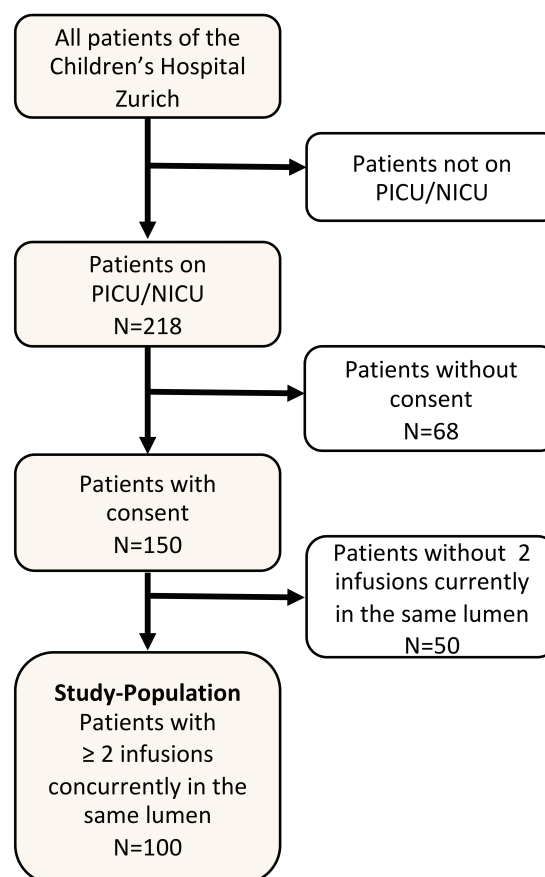 All patients of the
Children’s Hospital
Zurich
Patients not on
PICU/NICU
Patients on
PICU/NICU
N=218
Patients without
consent
N=68
Patients with
consent
N=150
Patients without 2
infusions currently
in the same lumen
N=50
Study-Population
Patients with
≥ 2 infusions
concurrently in the
same lumen
N=100